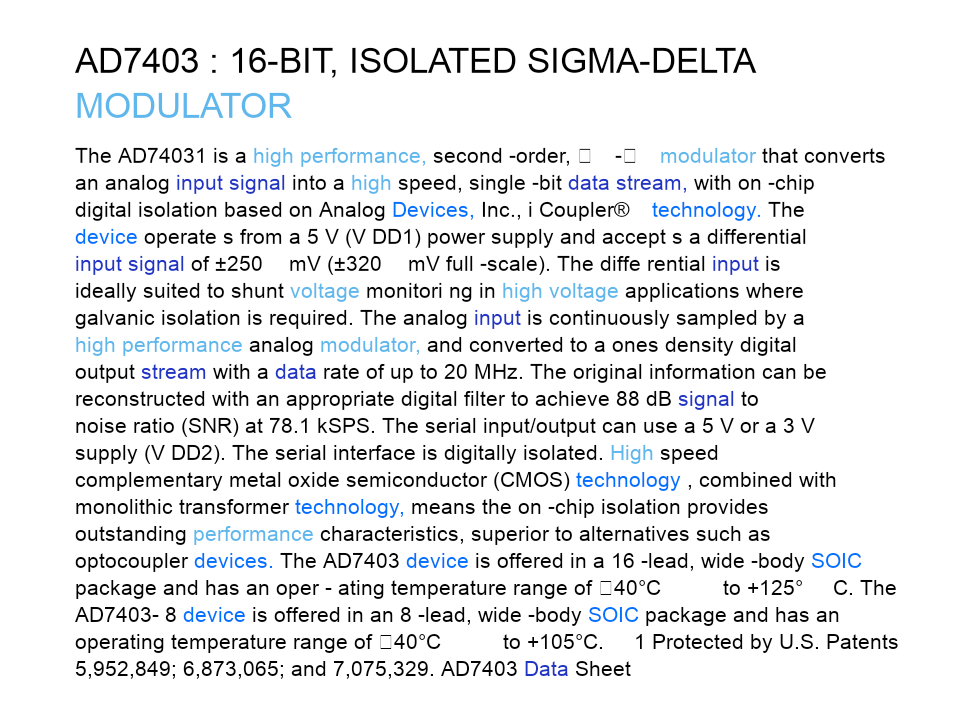 AD7403 : 16-BIT, ISOLATED SIGMA-DELTA
MODULATOR
The AD74031 is a high performance, second -order, □ -□ modulator that converts
an analog input signal into a high speed, single -bit data stream, with on -chip
digital isolation based on Analog Devices, Inc., i Coupler® technology. The
device operate s from a 5 V (V DD1) power supply and accept s a differential
input signal of ±250 mV (±320 mV full -scale). The diffe rential input is
ideally suited to shunt voltage monitori ng in high voltage applications where
galvanic isolation is required. The analog input is continuously sampled by a
high performance analog modulator, and converted to a ones density digital
output stream with a data rate of up to 20 MHz. The original information can be
reconstructed with an appropriate digital filter to achieve 88 dB signal to
noise ratio (SNR) at 78.1 kSPS. The serial input/output can use a 5 V or a 3 V
supply (V DD2). The serial interface is digitally isolated. High speed
complementary metal oxide semiconductor (CMOS) technology , combined with
monolithic transformer technology, means the on -chip isolation provides
outstanding performance characteristics, superior to alternatives such as
optocoupler devices. The AD7403 device is offered in a 16 -lead, wide -body SOIC
package and has an oper - ating temperature range of □40°C to +125° C. The
AD7403- 8 device is offered in an 8 -lead, wide -body SOIC package and has an
operating temperature range of □40°C to +105°C. 1 Protected by U.S. Patents
5,952,849; 6,873,065; and 7,075,329. AD7403 Data Sheet